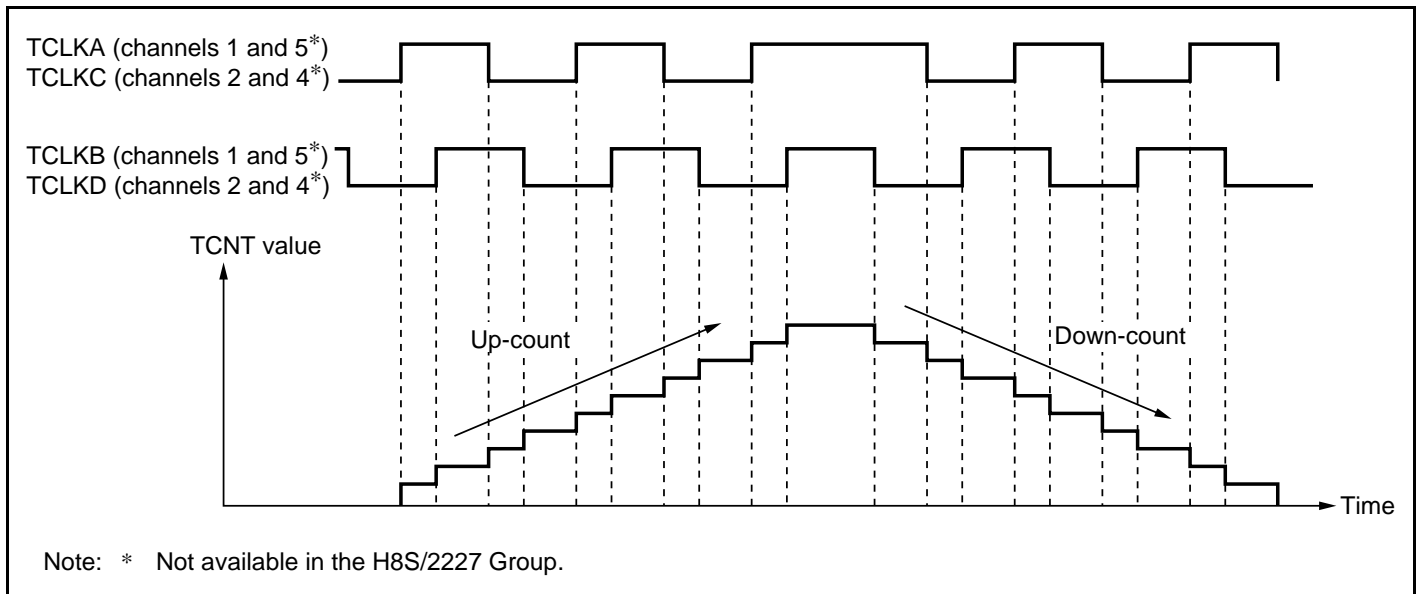 TCLKA (channels 1 and 5*)
TCLKC (channels 2 and 4*)
TCLKB (channels 1 and 5*)
TCLKD (channels 2 and 4*)
TCNT value
Up-count
Down-count
Time
Note: * Not available in the H8S/2227 Group.